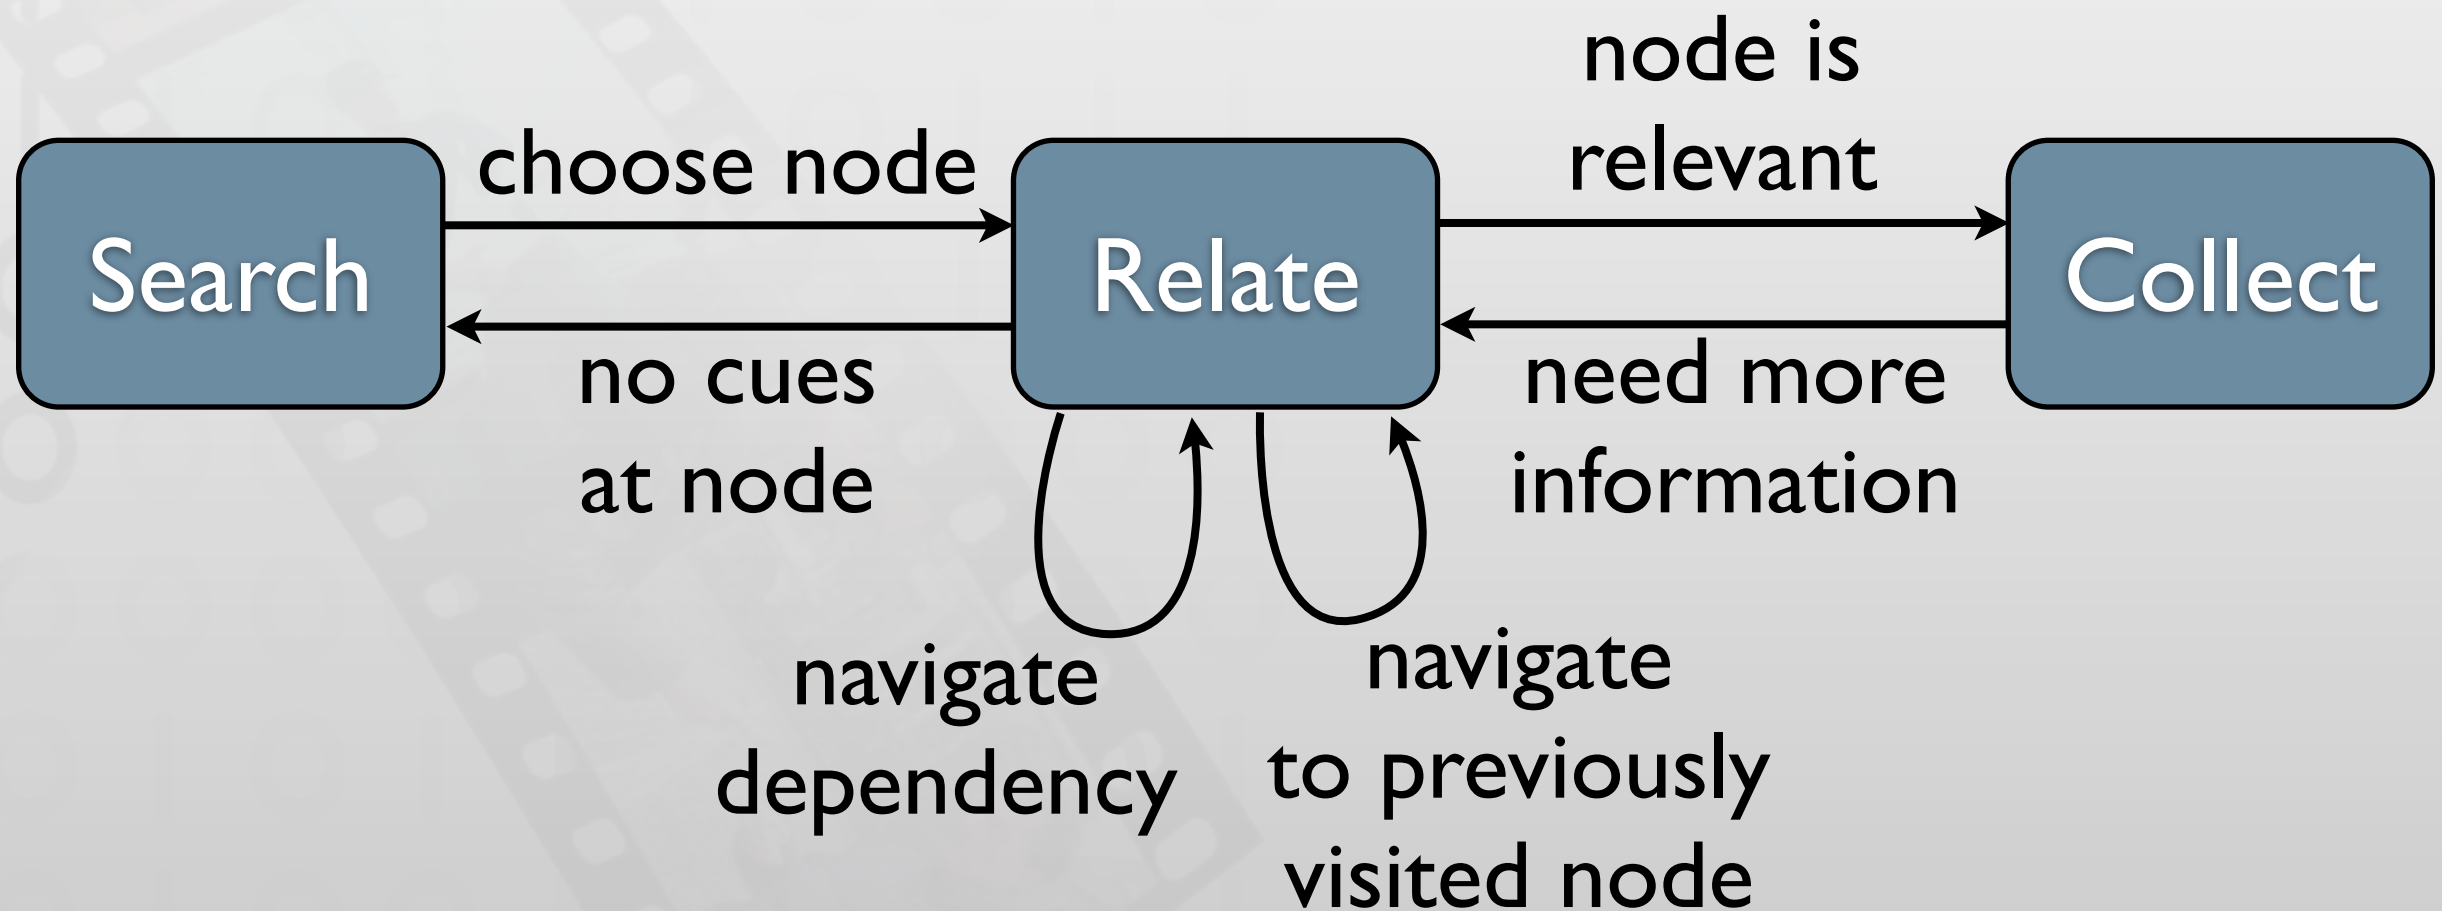 Search
choose node
no cues
at node
Relate
node is
relevant
need more
information
Collect
navigate
dependency
navigate
to previously
visited node